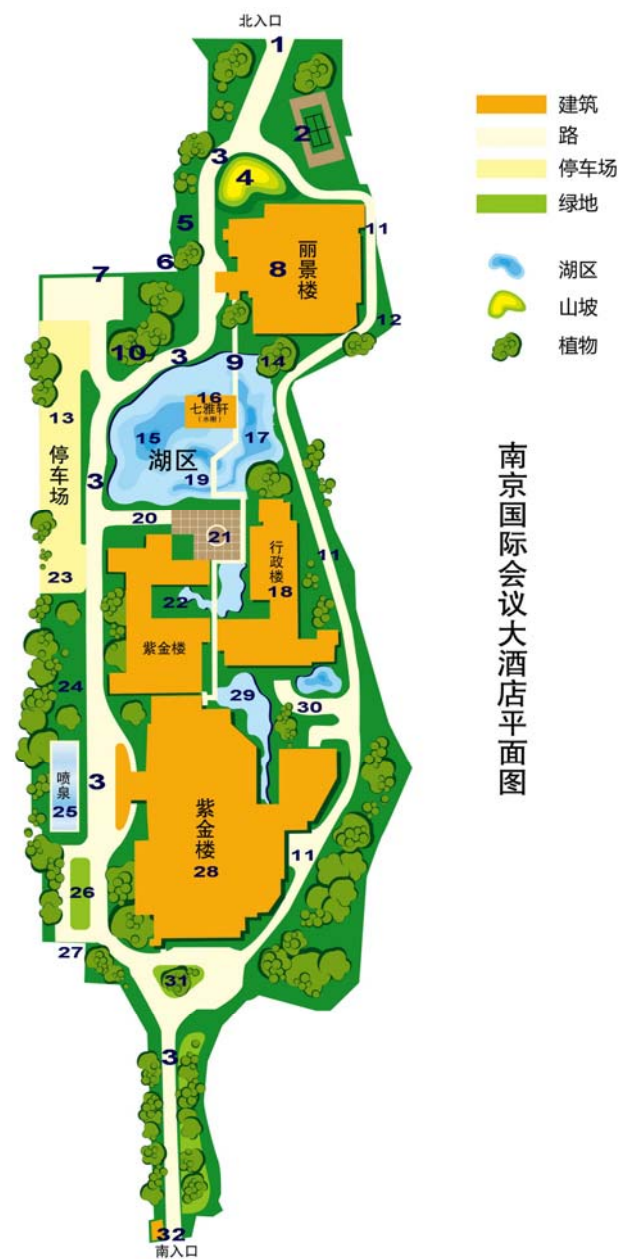 北入口
1
2
3
4
5
11
丽景楼
8
6
7
12
10
3
9
14
16
七雅轩
(水榭)
13
15
17
湖区
停车场
3
19
20
21
11
行政楼
18
23
22
紫金楼
24
29
30
3
喷泉
25
紫金楼
28
11
26
27
31
3
32
南入口
建筑
路
停车场
绿地
湖区
山坡
植物
南京国际会议大酒店平面图